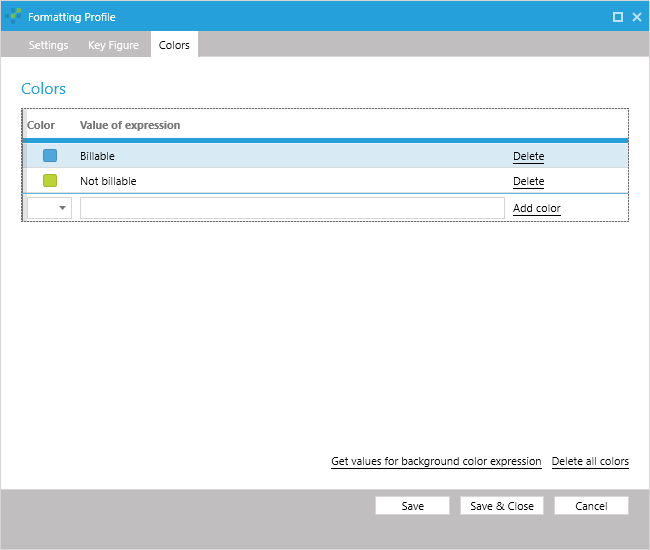 Formatting Profile
Settings Key Figure Colors
Colors
Color Value of expression
Billable Delete
Not billable Delete
Add color
Get values for background color expression Delete all colors
Save Save & Close Cancel